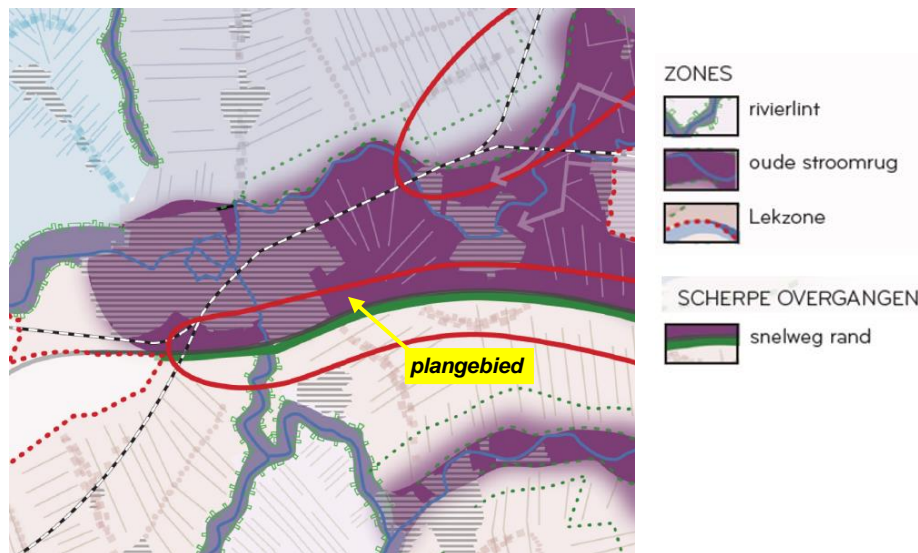 plangebied
ZONES
rivierlint
oude stroomrug
Lekzone
SCHERPE OVERGANGEN
snelweg rand